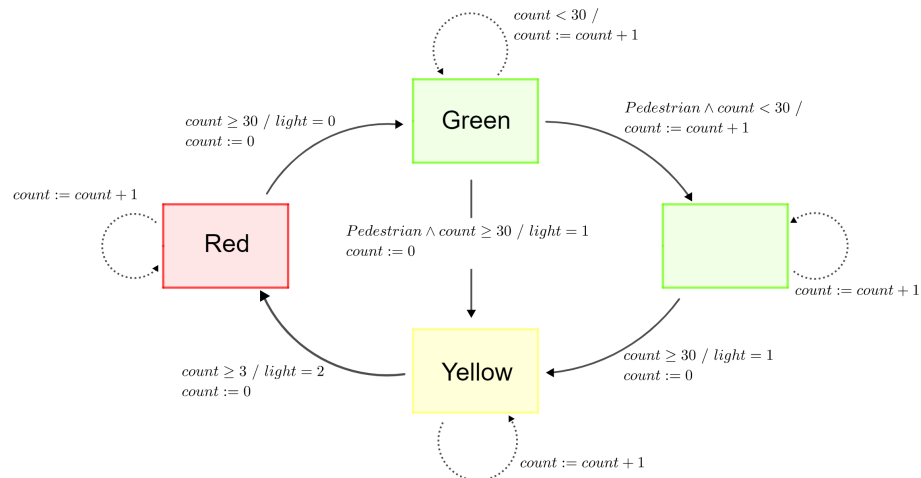 count < 30 /
count := count + 1
Green
Pedestrian ∧ count < 30 /
count := count + 1
count ≥ 30 / light = 0
count := 0
count := count + 1
Red
Pedestrian ∧ count ≥ 30 / light = 1
count := 0
count := count + 1
count ≥ 30 / light = 1
count := 0
count ≥ 3 / light = 2
count := 0
Yellow
count := count + 1